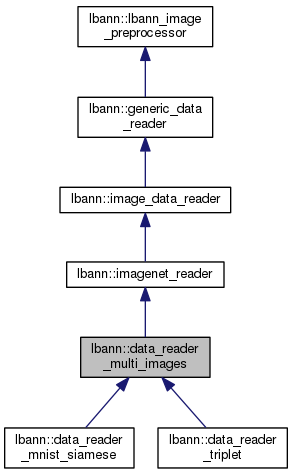 lbann::lbann_image
_preprocessor
lbann::generic_data
_reader
lbann::image_data_reader
lbann::imagenet_reader
lbann::data_reader
_multi_images
lbann::data_reader
_mnist_siamese
lbann::data_reader
_triplet